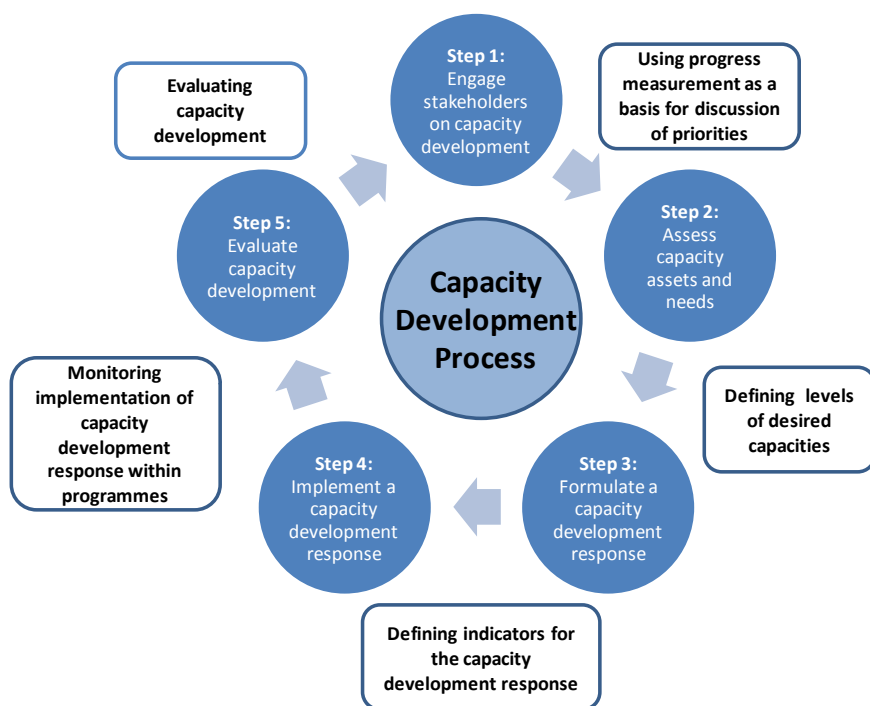 Step 1:
Engage
stakeholders
on capacity
development
Using progress
measurement as a
basis for discussion
of priorities
Step 2:
Assess
capacity
assets and
needs
Defining levels
of desired
capacities
Step 3:
Formulate a
capacity
development
response
Defining indicators for
the capacity
development response
Step 4:
Implement a
capacity
development
response
Monitoring
implementation of
capacity
development
response within
programmes
Step 5:
Evaluate
capacity
development
Evaluating
capacity
development
Capacity
Development
Process